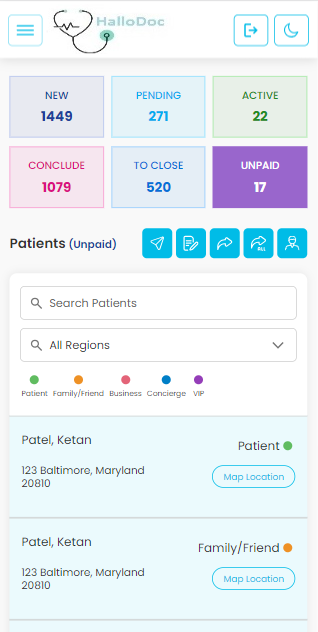 HalloDoc
NEW
1449
PENDING
271
ACTIVE
22
CONCLUDE
1079
TO CLOSE
520
UNPAID
17
Patients (Unpaid)
ALL
Search Patients
All Regions
Patient
Family/Friend
Business
Concierge
VIP
Patel, Ketan
Patient
123 Baltimore, Maryland
20810
Map Location
Patel, Ketan
Family/Friend
123 Baltimore, Maryland
20810
Map Location